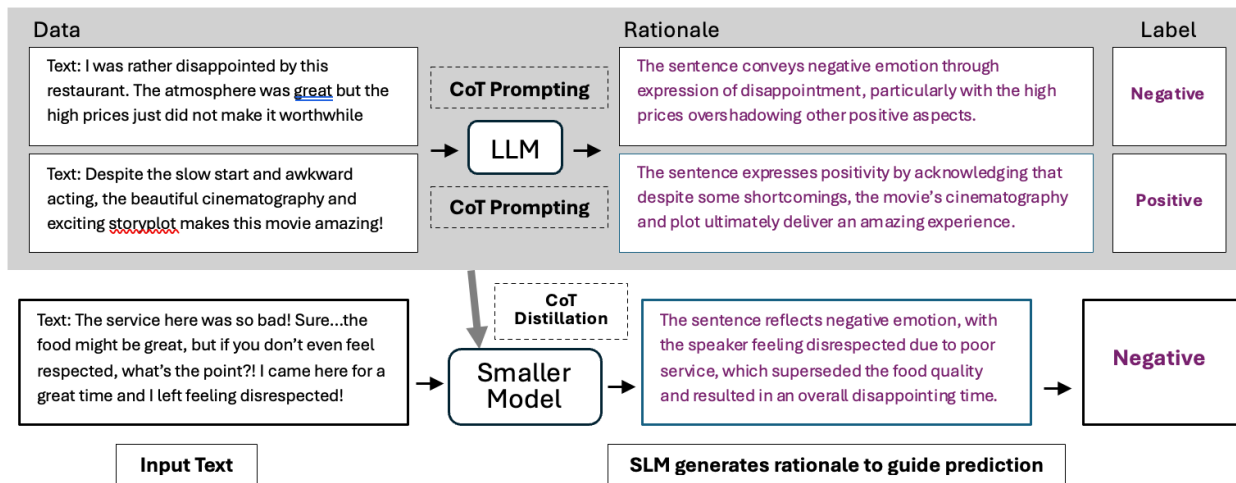 Data
Rationale
Label
Text: I was rather disappointed by this
restaurant. The atmosphere was great but the
high prices just did not make it worthwhile
CoT Prompting
LLM
The sentence conveys negative emotion through
expression of disappointment, particularly with the high
prices overshadowing other positive aspects.
Negative
Text: Despite the slow start and awkward
acting, the beautiful cinematography and
exciting storyplot makes this movie amazing!
CoT Prompting
The sentence expresses positivity by acknowledging that
despite some shortcomings, the movie's cinematography
and plot ultimately deliver an amazing experience.
Positive
CoT
Distillation
Text: The service here was so bad! Sure...the
food might be great, but if you don't even feel
respected, what's the point?! I came here for a
great time and I left feeling disrespected!
Smaller
Model
The sentence reflects negative emotion, with
the speaker feeling disrespected due to poor
service, which superseded the food quality
and resulted in an overall disappointing time.
Negative
Input Text
SLM generates rationale to guide prediction